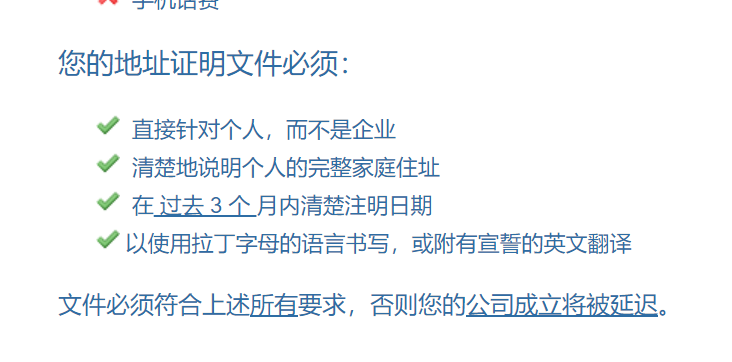 手机话费
您的地址证明文件必须：
直接针对个人，而不是企业
清楚地说明个人的完整家庭住址
在 过去 3 个 月内清楚注明日期
以使用拉丁字母的语言书写，或附有宣誓的英文翻译
文件必须符合上述所有要求，否则您的公司成立将被延迟。